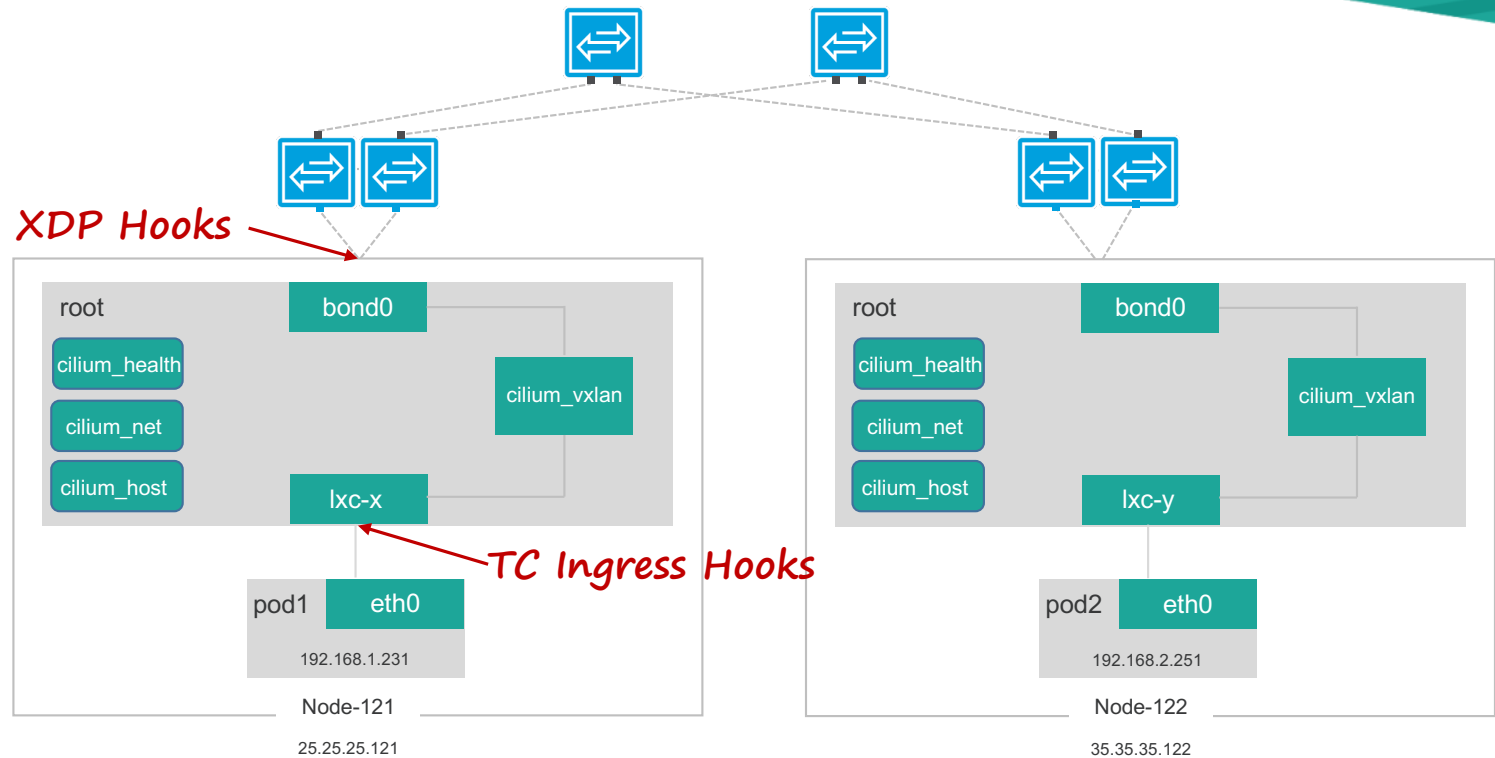 XDP Hooks
root
bond0
cilium_health
cilium_vxlan
cilium_net
cilium_host
lxc-x
TC Ingress Hooks
pod1
eth0
192.168.1.231
Node-121
25.25.25.121
root
bond0
cilium_health
cilium_vxlan
cilium_net
cilium_host
lxc-y
pod2
eth0
192.168.2.251
Node-122
35.35.35.122